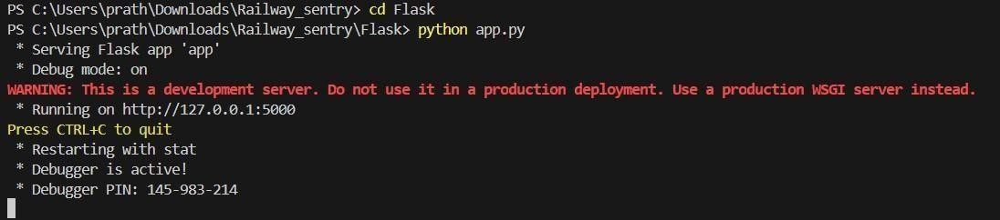 PS C:\Users\prath\Downloads\Railway_sentry> cd Flask
PS C:\Users\prath\Downloads\Railway_sentry\Flask> python app.py
 * Serving Flask app 'app'
 * Debug mode: on
WARNING: This is a development server. Do not use it in a production deployment. Use a production WSGI server instead.
 * Running on http://127.0.0.1:5000
Press CTRL+C to quit
 * Restarting with stat
 * Debugger is active!
 * Debugger PIN: 145-983-214